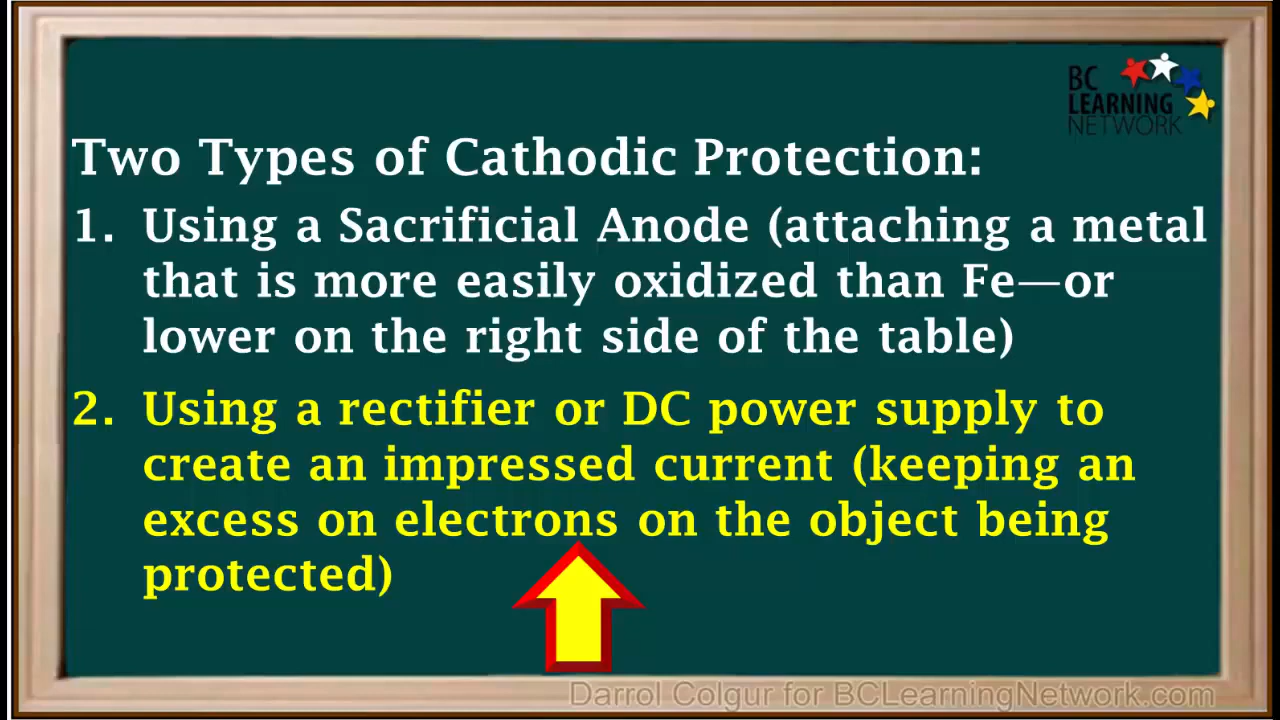 BC
LEARNING
NETWORK
Two Types of Cathodic Protection:
1. Using a Sacrificial Anode (attaching a metal
that is more easily oxidized than Fe—or
lower on the right side of the table)
2. Using a rectifier or DC power supply to
create an impressed current (keeping an
excess on electrons on the object being
protected)
Darrol Colgur for BCLearningNetwork.com